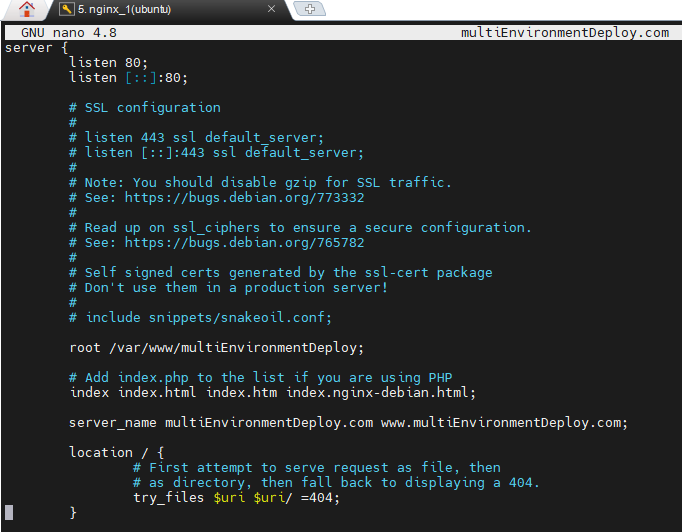 5. nginx_1(ubuntu)
GNU nano 4.8 multiEnvironmentDeploy.com
server {
        listen 80;
        listen [::]:80;

        # SSL configuration
        #
        # listen 443 ssl default_server;
        # listen [::]:443 ssl default_server;
        #
        # Note: You should disable gzip for SSL traffic.
        # See: https://bugs.debian.org/773332
        #
        # Read up on ssl_ciphers to ensure a secure configuration.
        # See: https://bugs.debian.org/765782
        #
        # Self signed certs generated by the ssl-cert package
        # Don't use them in a production server!
        #
        # include snippets/snakeoil.conf;

        root /var/www/multiEnvironmentDeploy;

        # Add index.php to the list if you are using PHP
        index index.html index.htm index.nginx-debian.html;

        server_name multiEnvironmentDeploy.com www.multiEnvironmentDeploy.com;

        location / {
                # First attempt to serve request as file, then
                # as directory, then fall back to displaying a 404.
                try_files $uri $uri/ =404;
        }